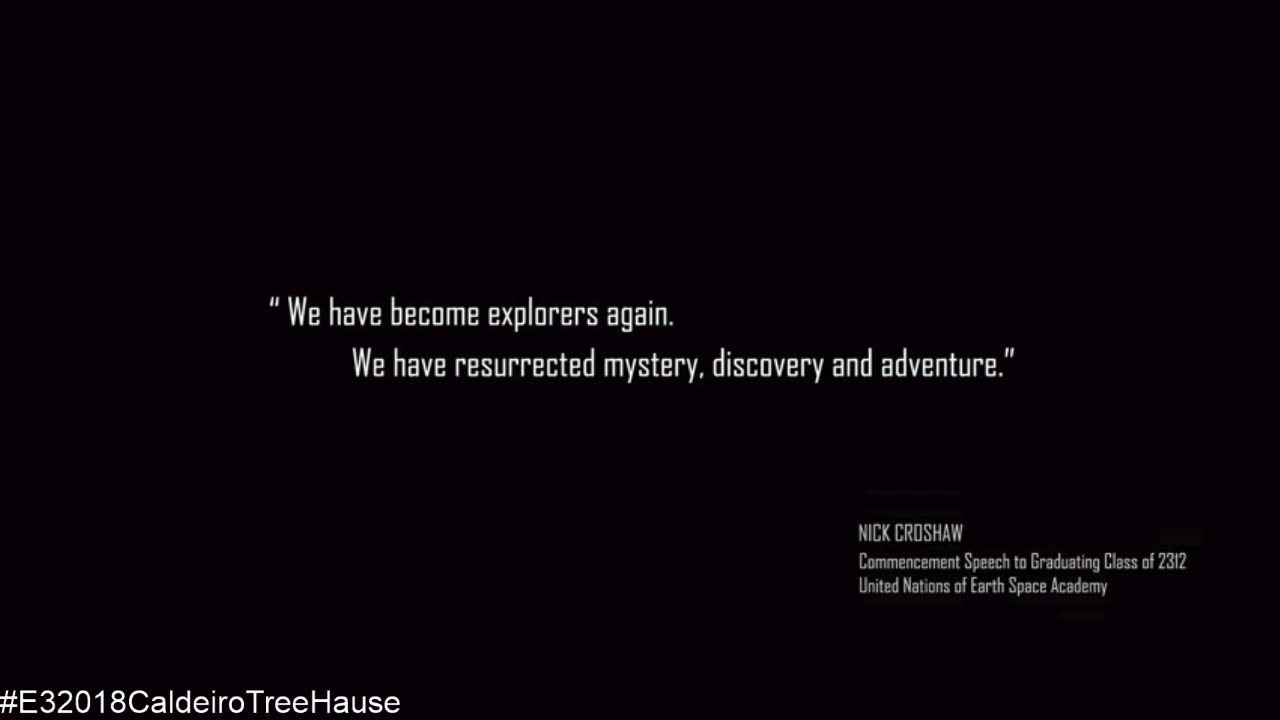 “ We have become explorers again.
We have resurrected mystery, discovery and adventure.”
NICK CROSHAW
Commencement Speech to Graduating Class of 2312
United Nations of Earth Space Academy
#E32018CaldeiroTreeHause